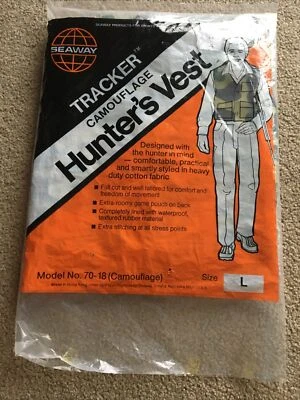 SEAWAY
TRACKER™
CAMOUFLAGE
Hunter's Vest
Designed with
the hunter in mind
— comfortable, practical
and smartly styled in heavy
duty cotton fabric
• Full cut and well tailored for comfort and
freedom of movement
• Extra-roomy game pouch on back
• Completely lined with waterproof,
textured rubber material
• Extra stitching at all stress points
Model No. 70-18 (Camouflage)
Size
L